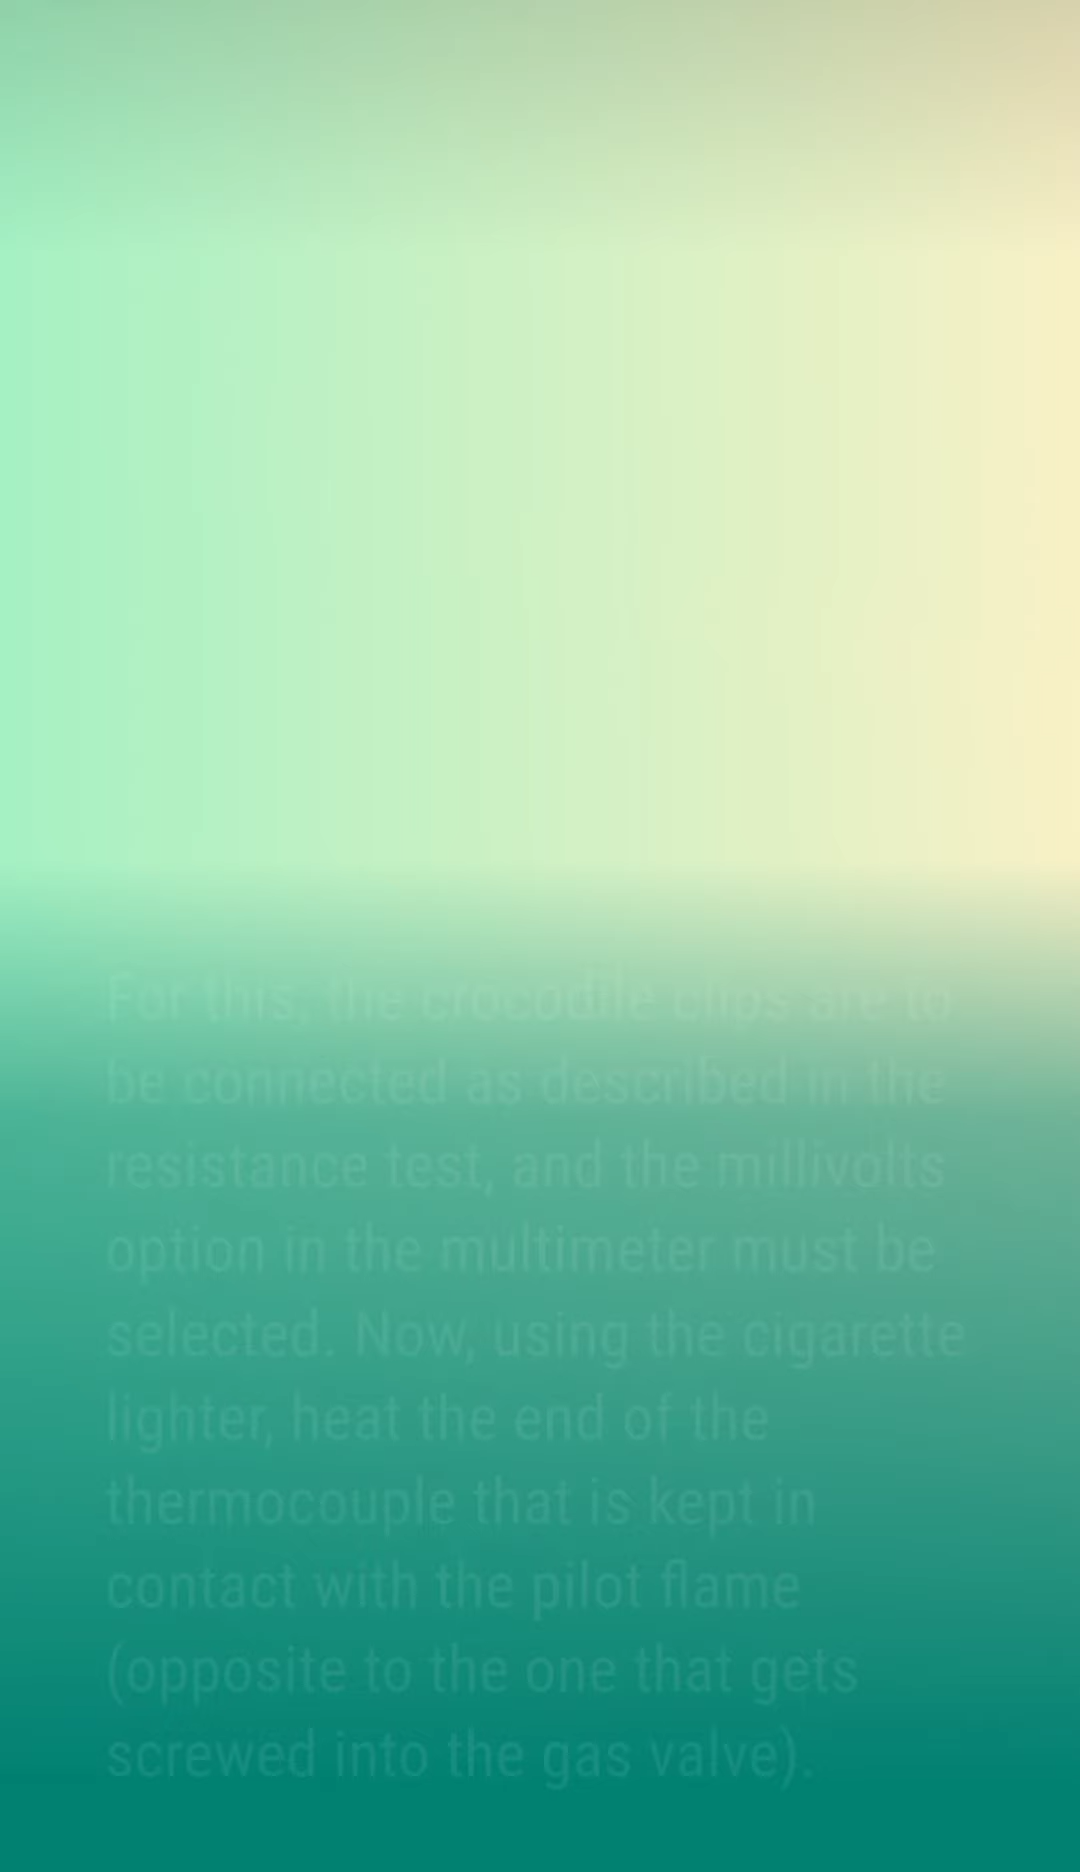 For this, the crocodile clips are to
be connected as described in the
resistance test, and the millivolts
option in the multimeter must be
selected. Now, using the cigarette
lighter, heat the end of the
thermocouple that is kept in
contact with the pilot flame
(opposite to the one that gets
screwed into the gas valve).